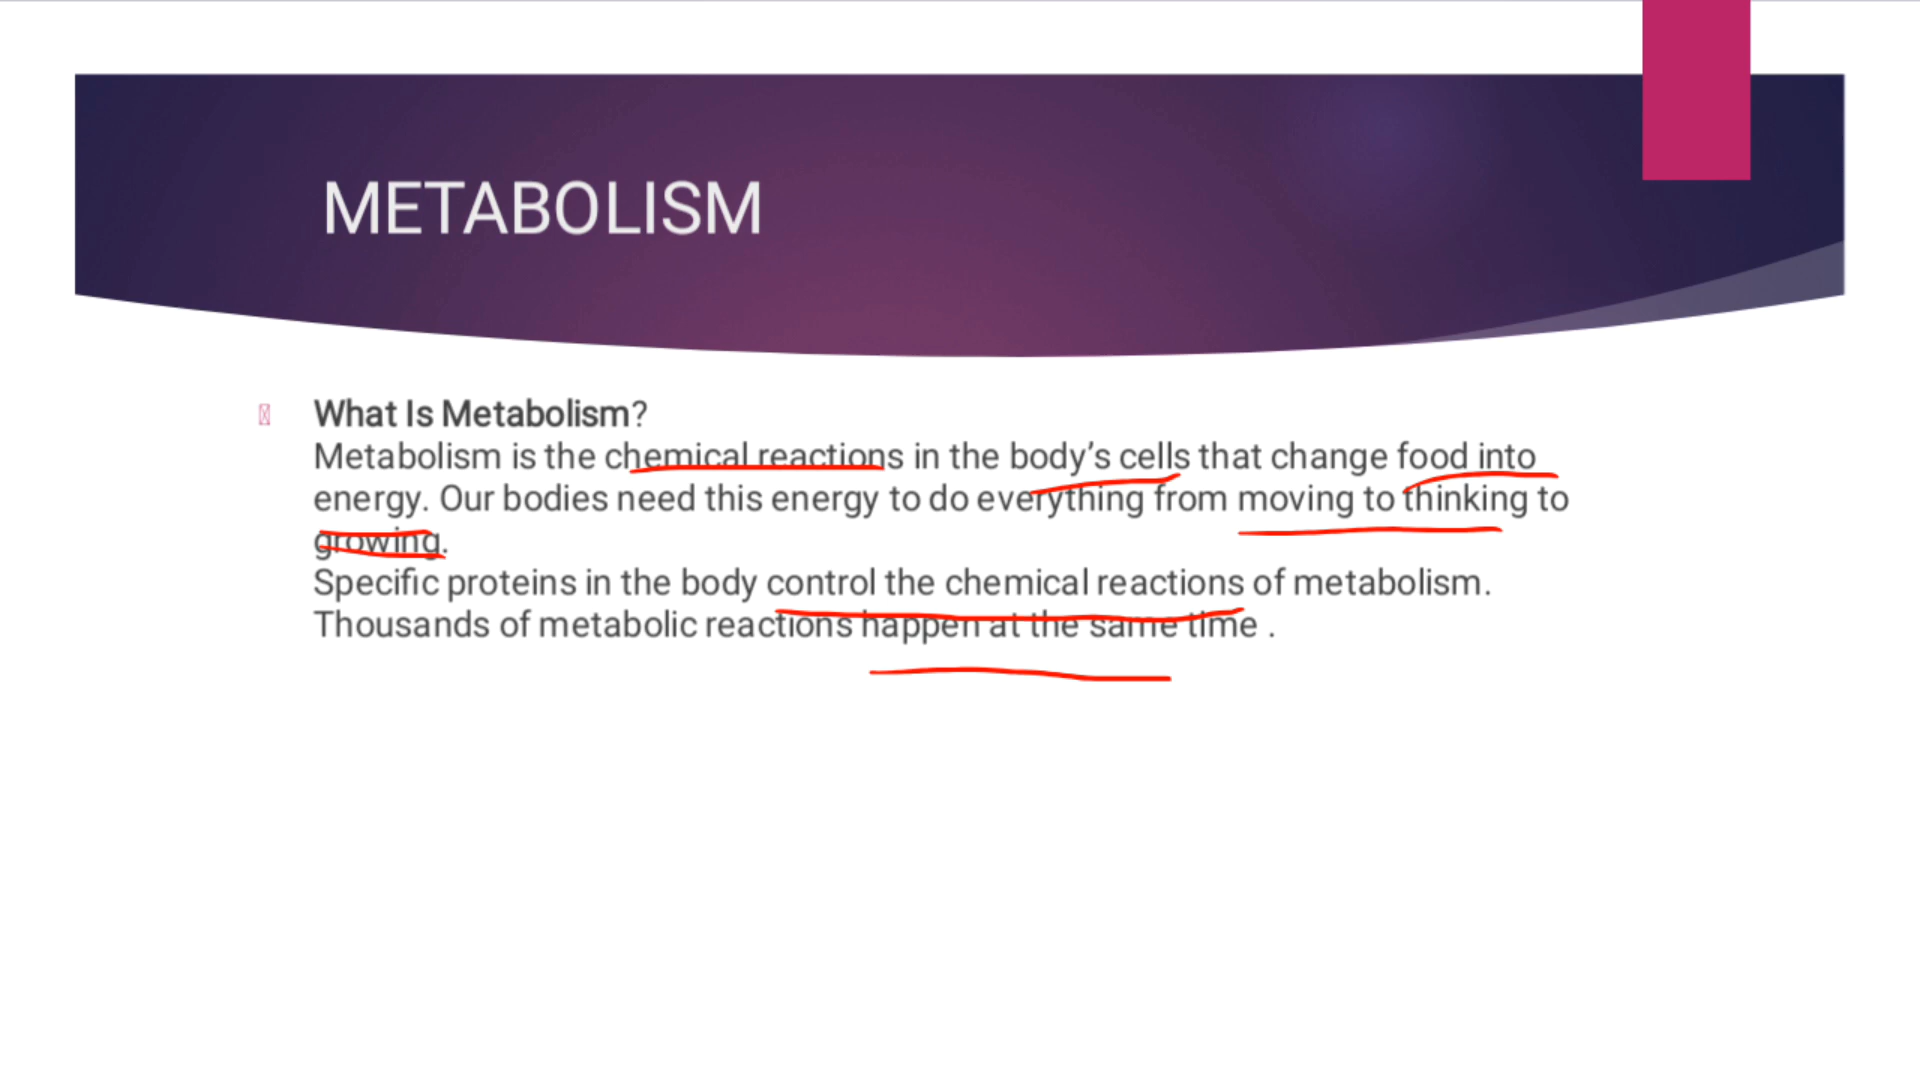 METABOLISM
What Is Metabolism?
Metabolism is the chemical reactions in the body’s cells that change food into
energy. Our bodies need this energy to do everything from moving to thinking to
growing.
Specific proteins in the body control the chemical reactions of metabolism.
Thousands of metabolic reactions happen at the same time .